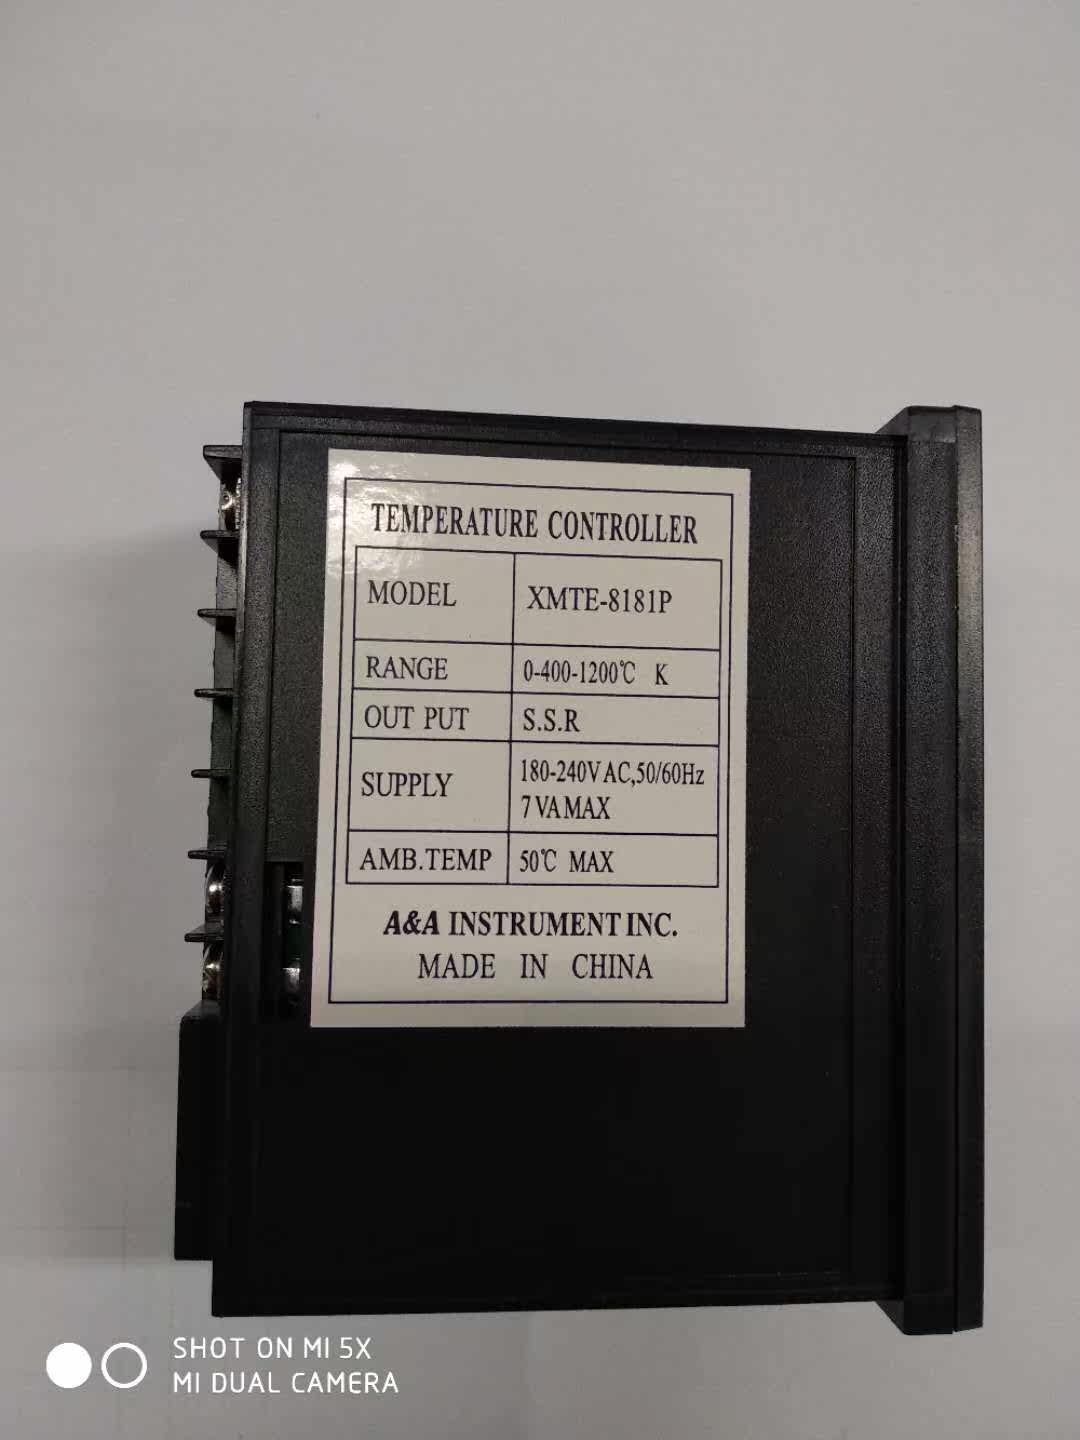 TEMPERATURE CONTROLLER
MODEL XMTE-8181P
RANGE 0-400-1200℃ K
OUT PUT S.S.R
SUPPLY 180-240VAC,50/60Hz
7VAMAX
AMB.TEMP 50℃ MAX
A&A INSTRUMENT INC.
MADE IN CHINA
SHOT ON MI 5X
MI DUAL CAMERA